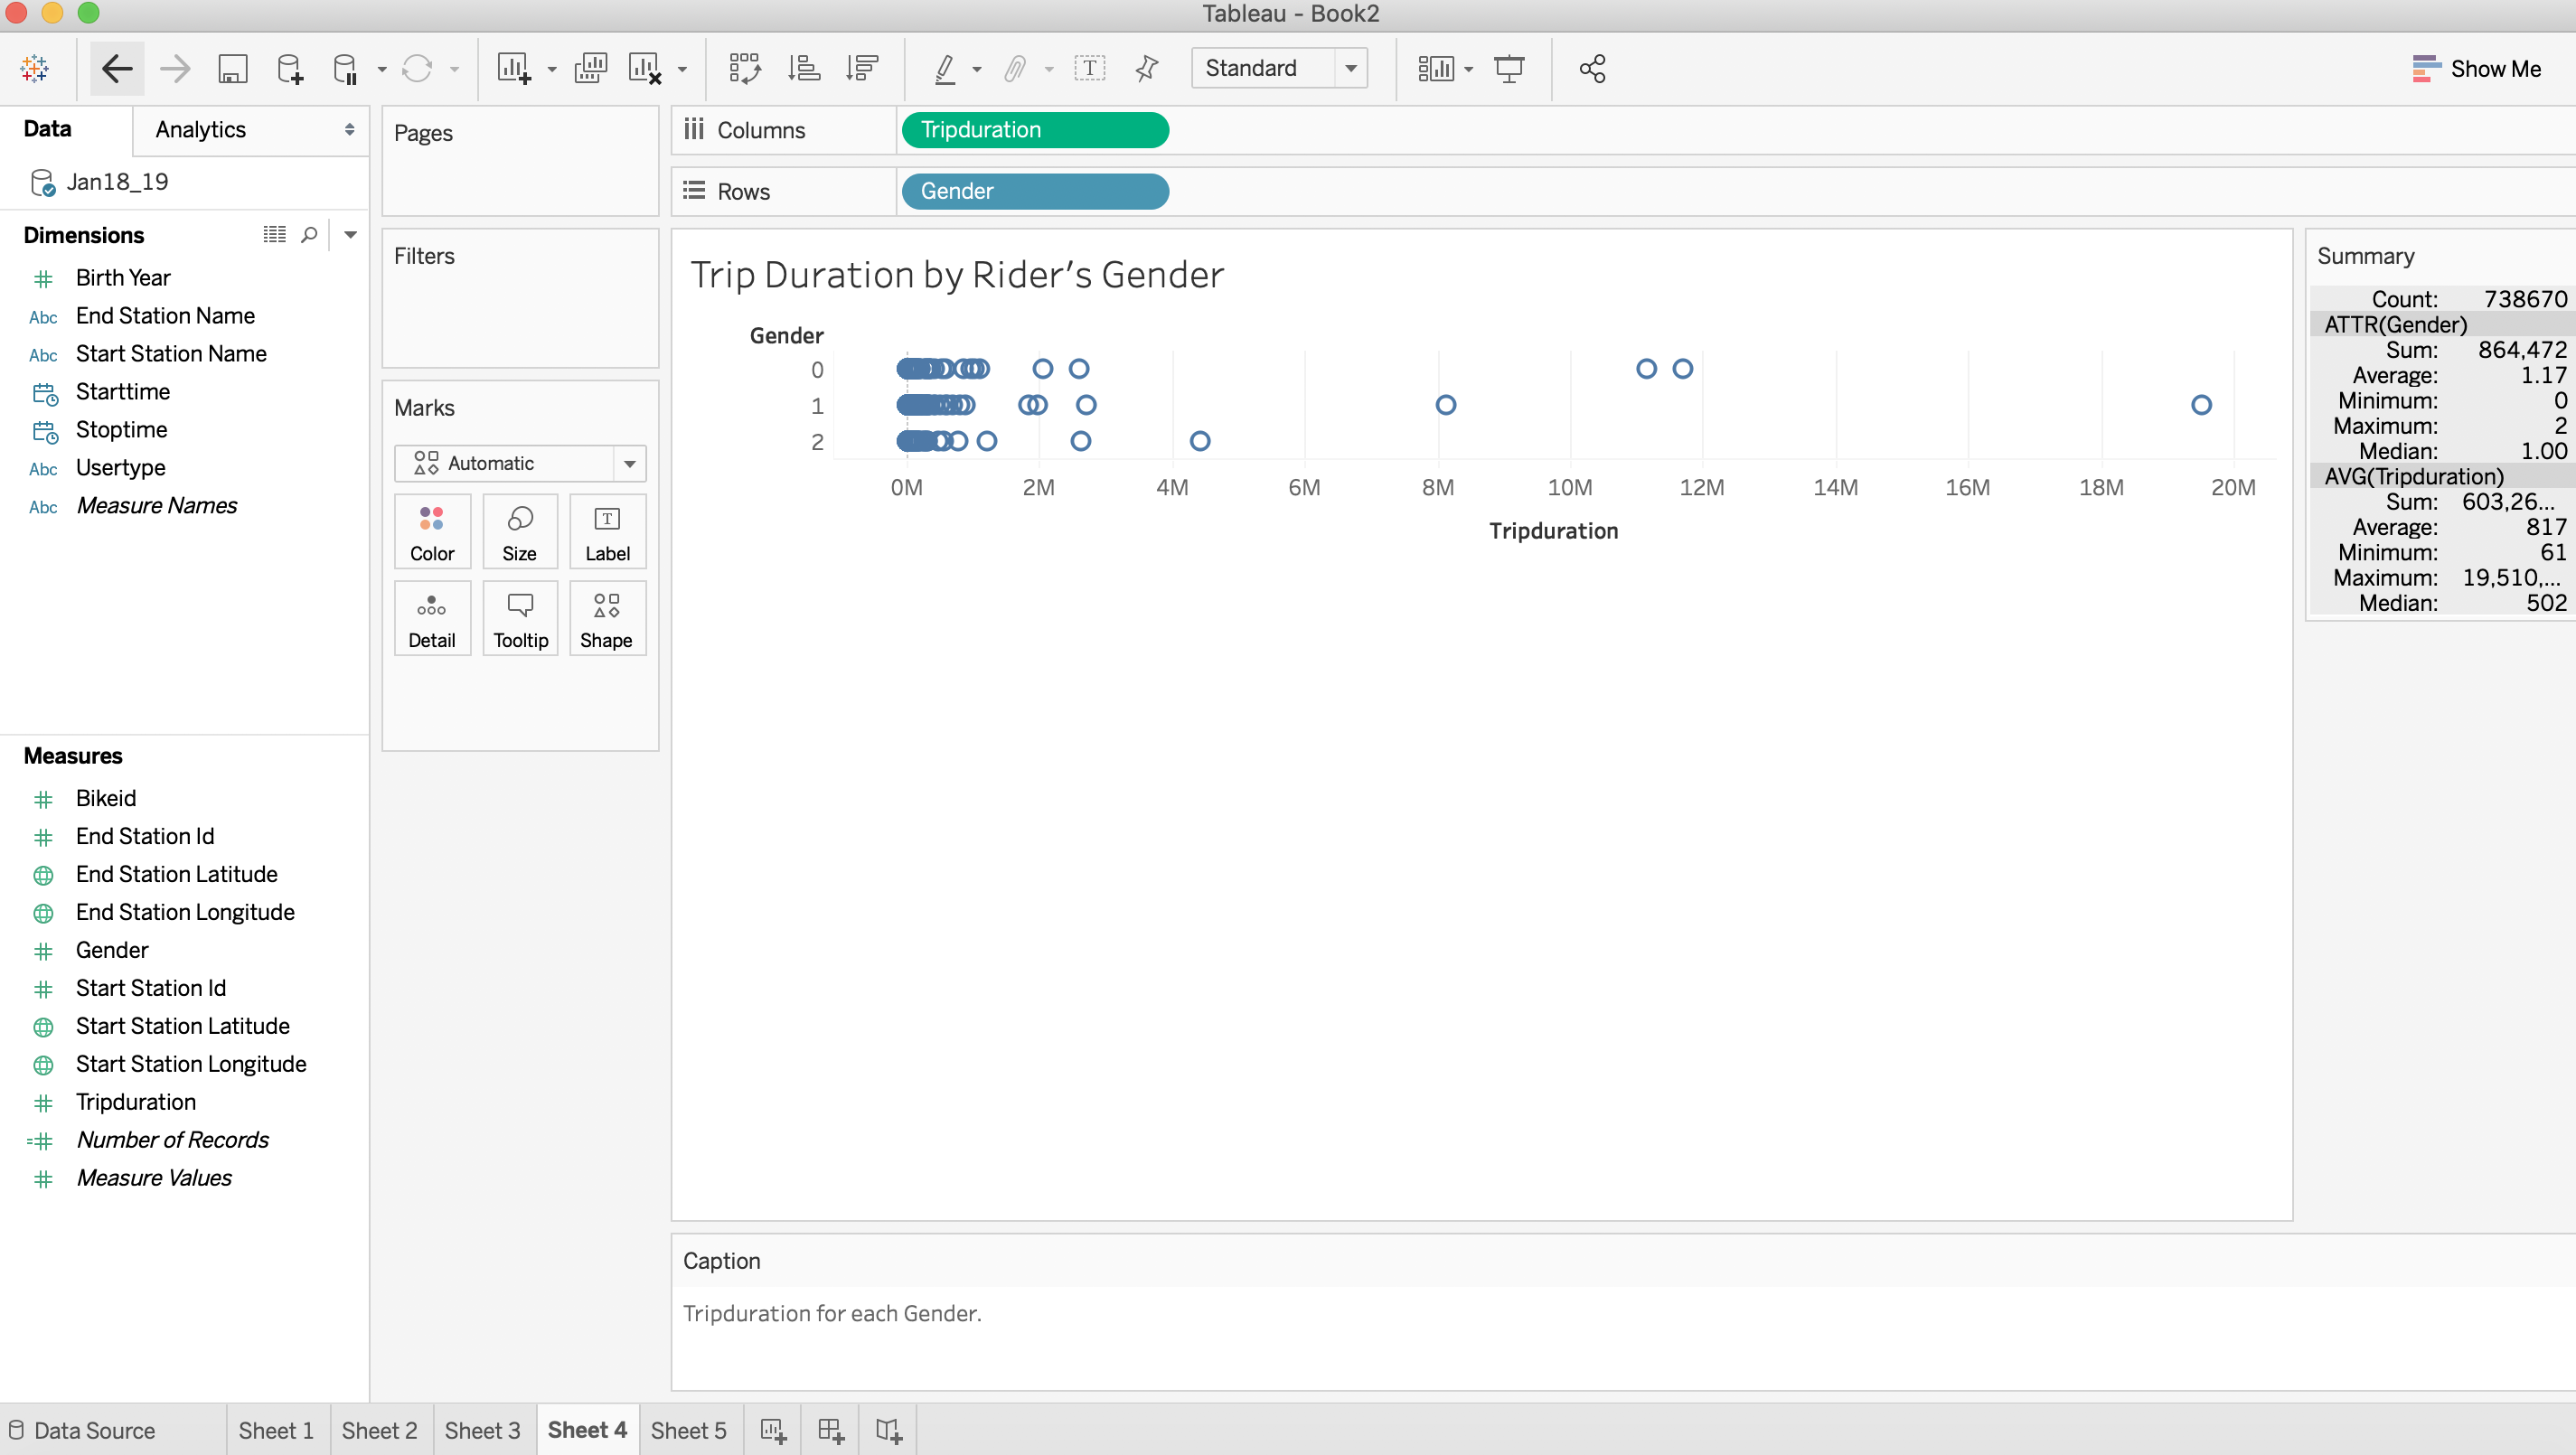 Tableau - Book2
Standard
Show Me
Data
Analytics
Jan18_19
Dimensions
Birth Year
Abc End Station Name
Abc Start Station Name
Starttime
Stoptime
Abc Usertype
Abc Measure Names
Measures
Bikeid
End Station Id
End Station Latitude
End Station Longitude
Gender
Start Station Id
Start Station Latitude
Start Station Longitude
Tripduration
Number of Records
Measure Values
Pages
Filters
Marks
Automatic
Color Size Label
Detail Tooltip Shape
Columns Tripduration
Rows Gender
Trip Duration by Rider's Gender
Gender
0
1
2
0M 2M 4M 6M 8M 10M 12M 14M 16M 18M 20M
Tripduration
Summary
Count: 738670
ATTR(Gender)
Sum: 864,472
Average: 1.17
Minimum: 0
Maximum: 2
Median: 1.00
AVG(Tripduration)
Sum: 603,26...
Average: 817
Minimum: 61
Maximum: 19,510,...
Median: 502
Caption
Tripduration for each Gender.
Data Source Sheet 1 Sheet 2 Sheet 3 Sheet 4 Sheet 5